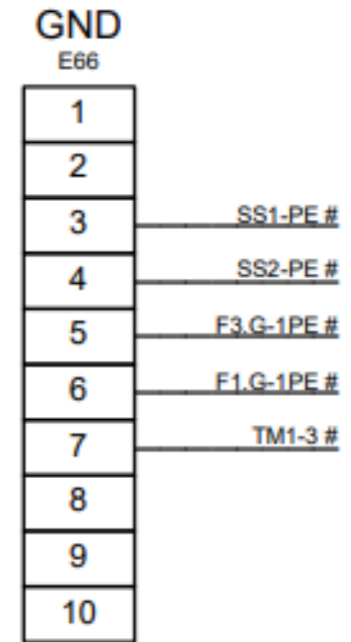 GND
E66
1
2
3 SS1-PE #
4 SS2-PE #
5 F3.G-1PE #
6 F1.G-1PE #
7 TM1-3 #
8
9
10